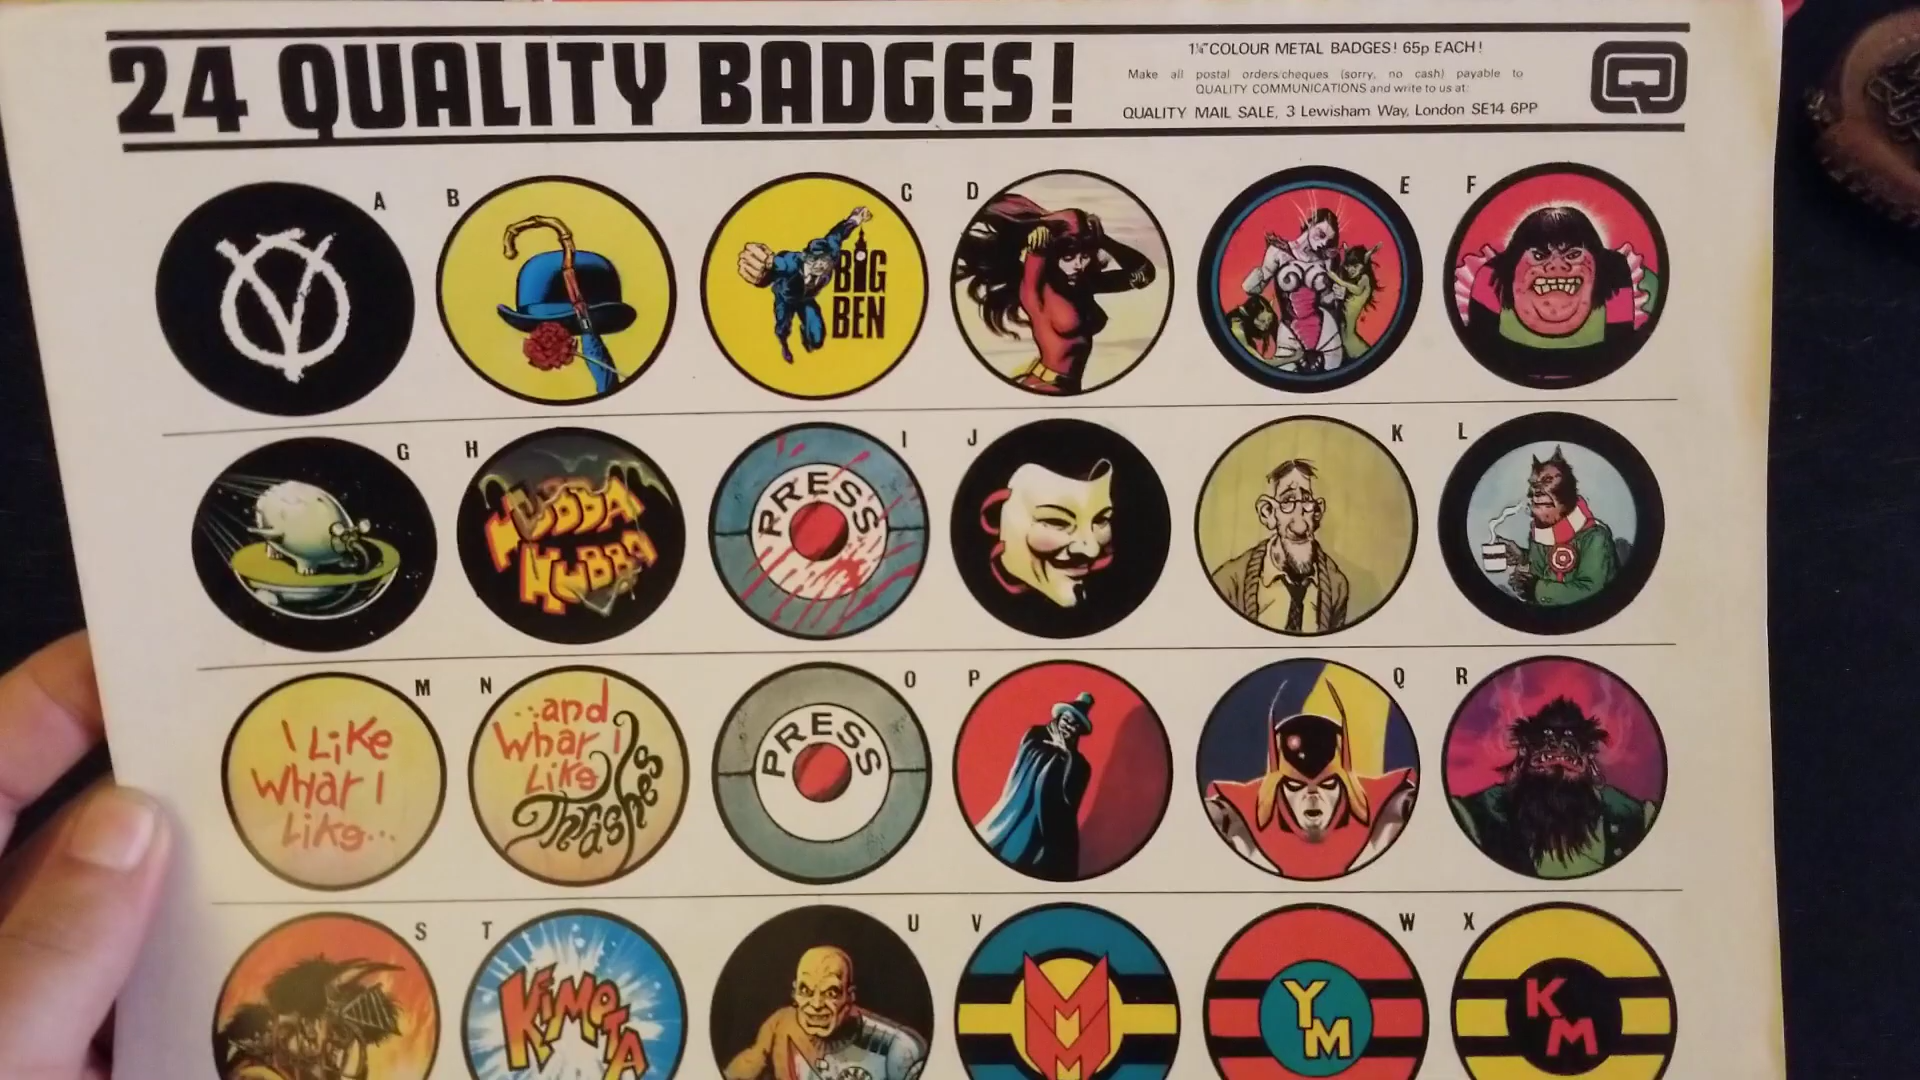 24 QUALITY BADGES!
1¼" COLOUR METAL BADGES! 65p EACH!
Make all postal orders/cheques (sorry, no cash) payable to
QUALITY COMMUNICATIONS and write to us at:
QUALITY MAIL SALE, 3 Lewisham Way, London SE14 6PP
Q
A B C D E F
V
BIG
BEN
G H I J K L
HUBBA
HUBBA
PRESS
M N O P Q R
I LIKE
WHAT I
LIKE...
...and
What I
Like
Is
Thrashes
PRESS
S T U V W X
KIMOTA
MM
YM
KM